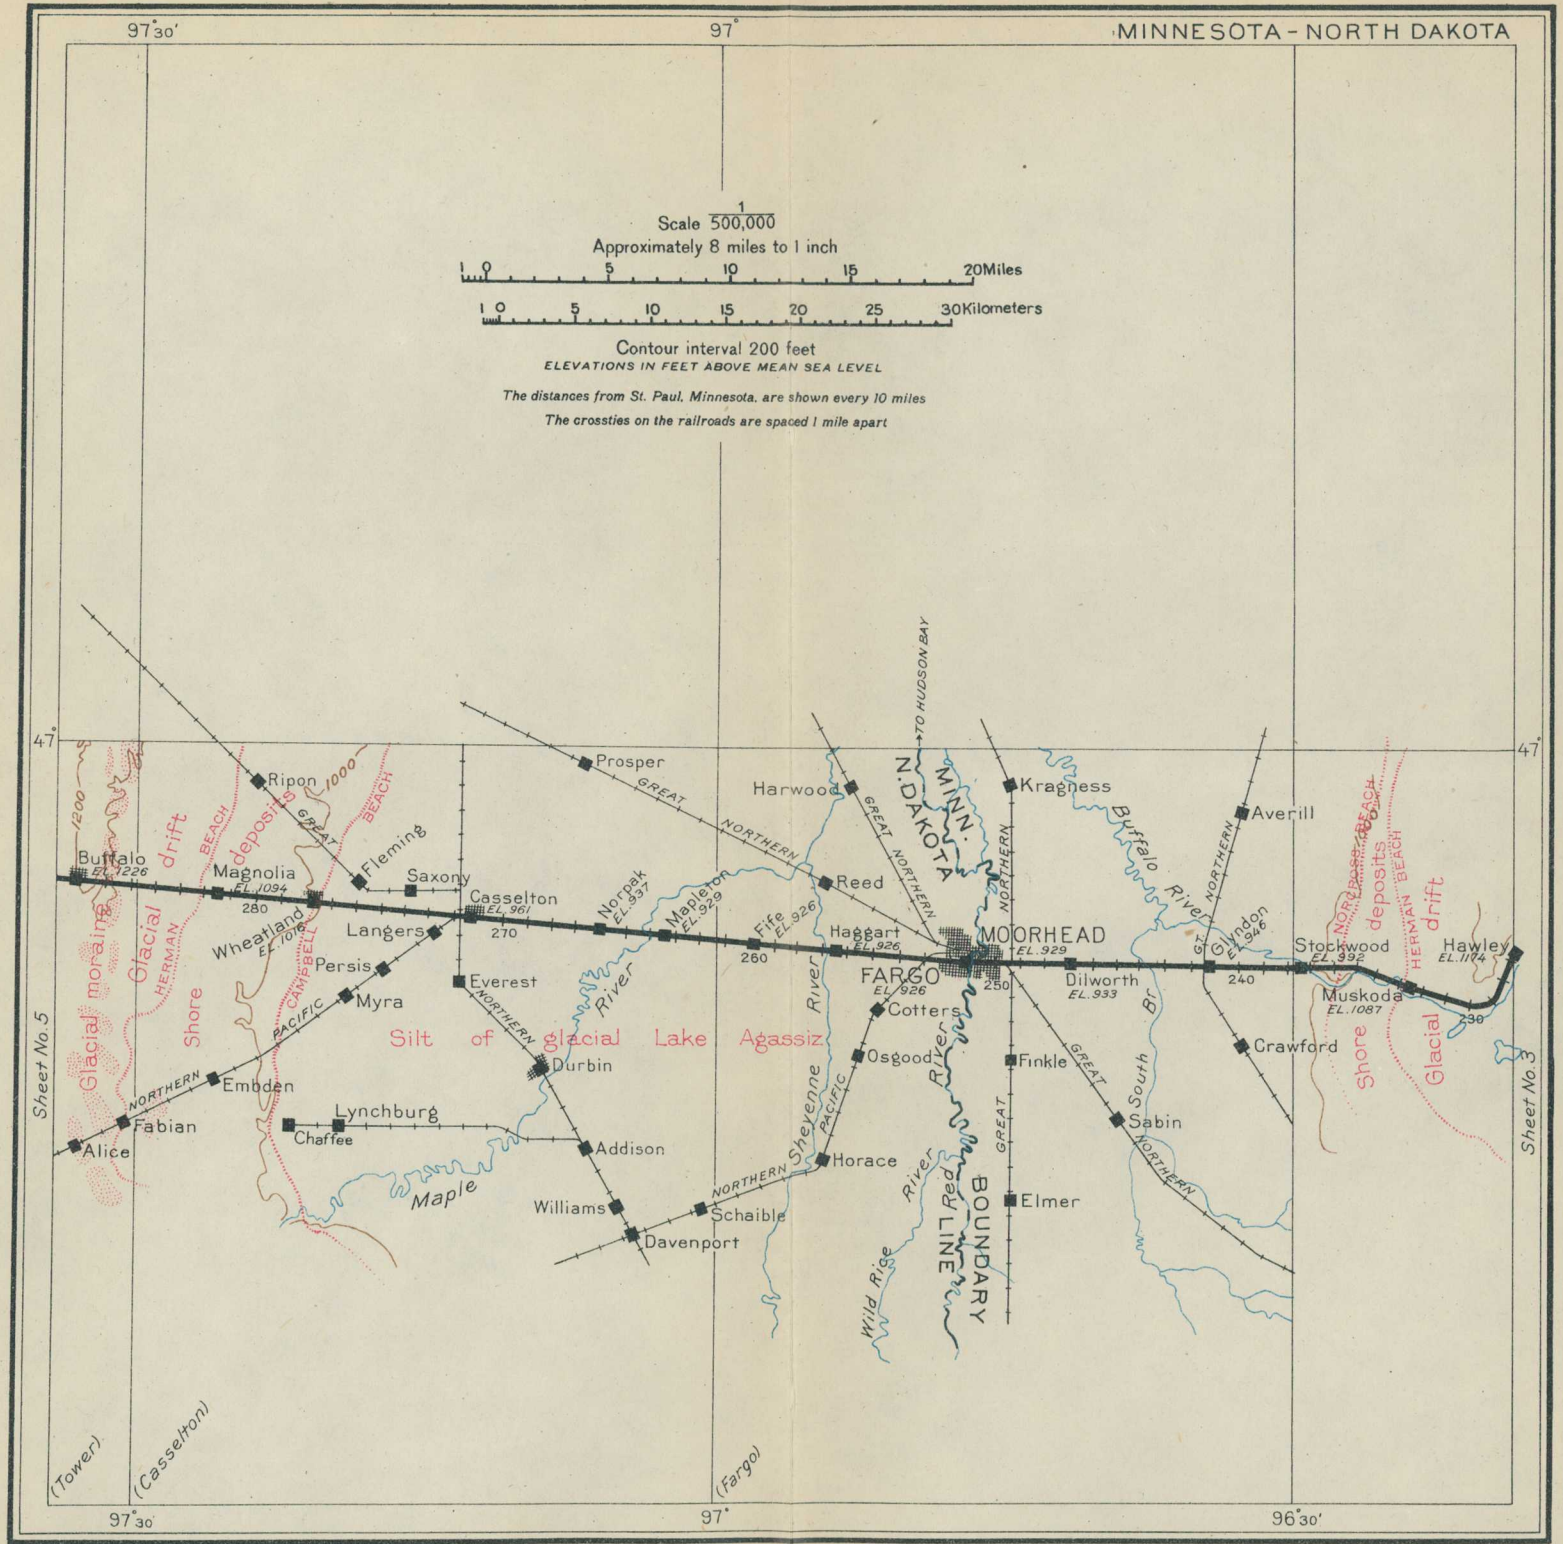 97°30'
97°
MINNESOTA - NORTH DAKOTA
Scale 1/500,000
Approximately 8 miles to 1 inch
1 0 5 10 15 20 Miles
1 0 5 10 15 20 25 30 Kilometers
Contour interval 200 feet
ELEVATIONS IN FEET ABOVE MEAN SEA LEVEL
The distances from St. Paul, Minnesota, are shown every 10 miles
The crossties on the railroads are spaced 1 mile apart
TO HUDSON BAY
47°
47°
1200
1000
Ripon
Prosper
Harwood
Kragness
Averill
N. DAKOTA
MINN.
GREAT
GREAT NORTHERN
GREAT NORTHERN
NORTHERN
NORTHERN
GT.
Buffalo River
BEACH
BEACH
HERMAN
CAMPBELL
Shore
deposits
Glacial drift
Glacial moraine
NORCROSS BEACH
HERMAN BEACH
Shore deposits
Glacial drift
Buffalo
EL. 1226
Magnolia
EL. 1094
280
Wheatland
EL. 1016
Fleming
Saxony
Casselton
EL. 961
270
Norpak
EL. 937
Mapleton
EL. 929
Fife
EL. 926
260
Reed
Haggart
EL. 926
FARGO
EL. 926
MOORHEAD
EL. 929
250
Dilworth
EL. 933
Glyndon
EL. 946
240
Stockwood
EL. 992
Muskoda
EL. 1087
230
Hawley
EL. 1174
Langers
Persis
Myra
Everest
Embden
Fabian
Alice
NORTHERN PACIFIC
NORTHERN
Silt of glacial Lake Agassiz
River
Durbin
Lynchburg
Chaffee
Addison
Maple
Williams
Davenport
Schaible
NORTHERN PACIFIC
Horace
Osgood
Cotters
Sheyenne River
Wild Rice River
Red River
BOUNDARY LINE
Finkle
Elmer
GREAT
GREAT NORTHERN
Sabin
South Br
Crawford
Sheet No. 5
Sheet No. 3
(Tower)
(Casselton)
(Fargo)
97°30'
97°
96°30'